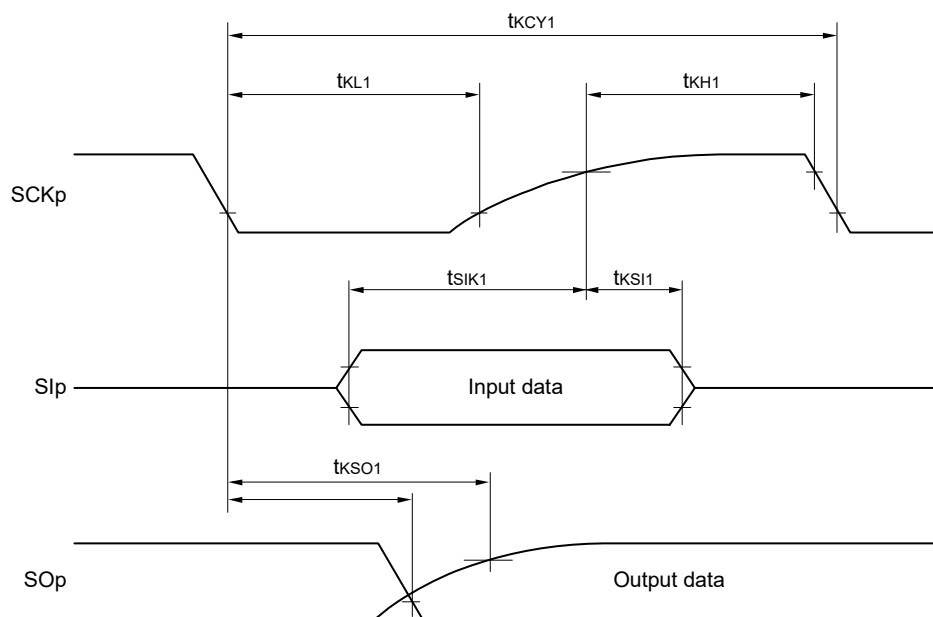 tKCY1
tKL1
tKH1
SCKp
tSIK1
tKSI1
SIp
Input data
tKSO1
SOp
Output data